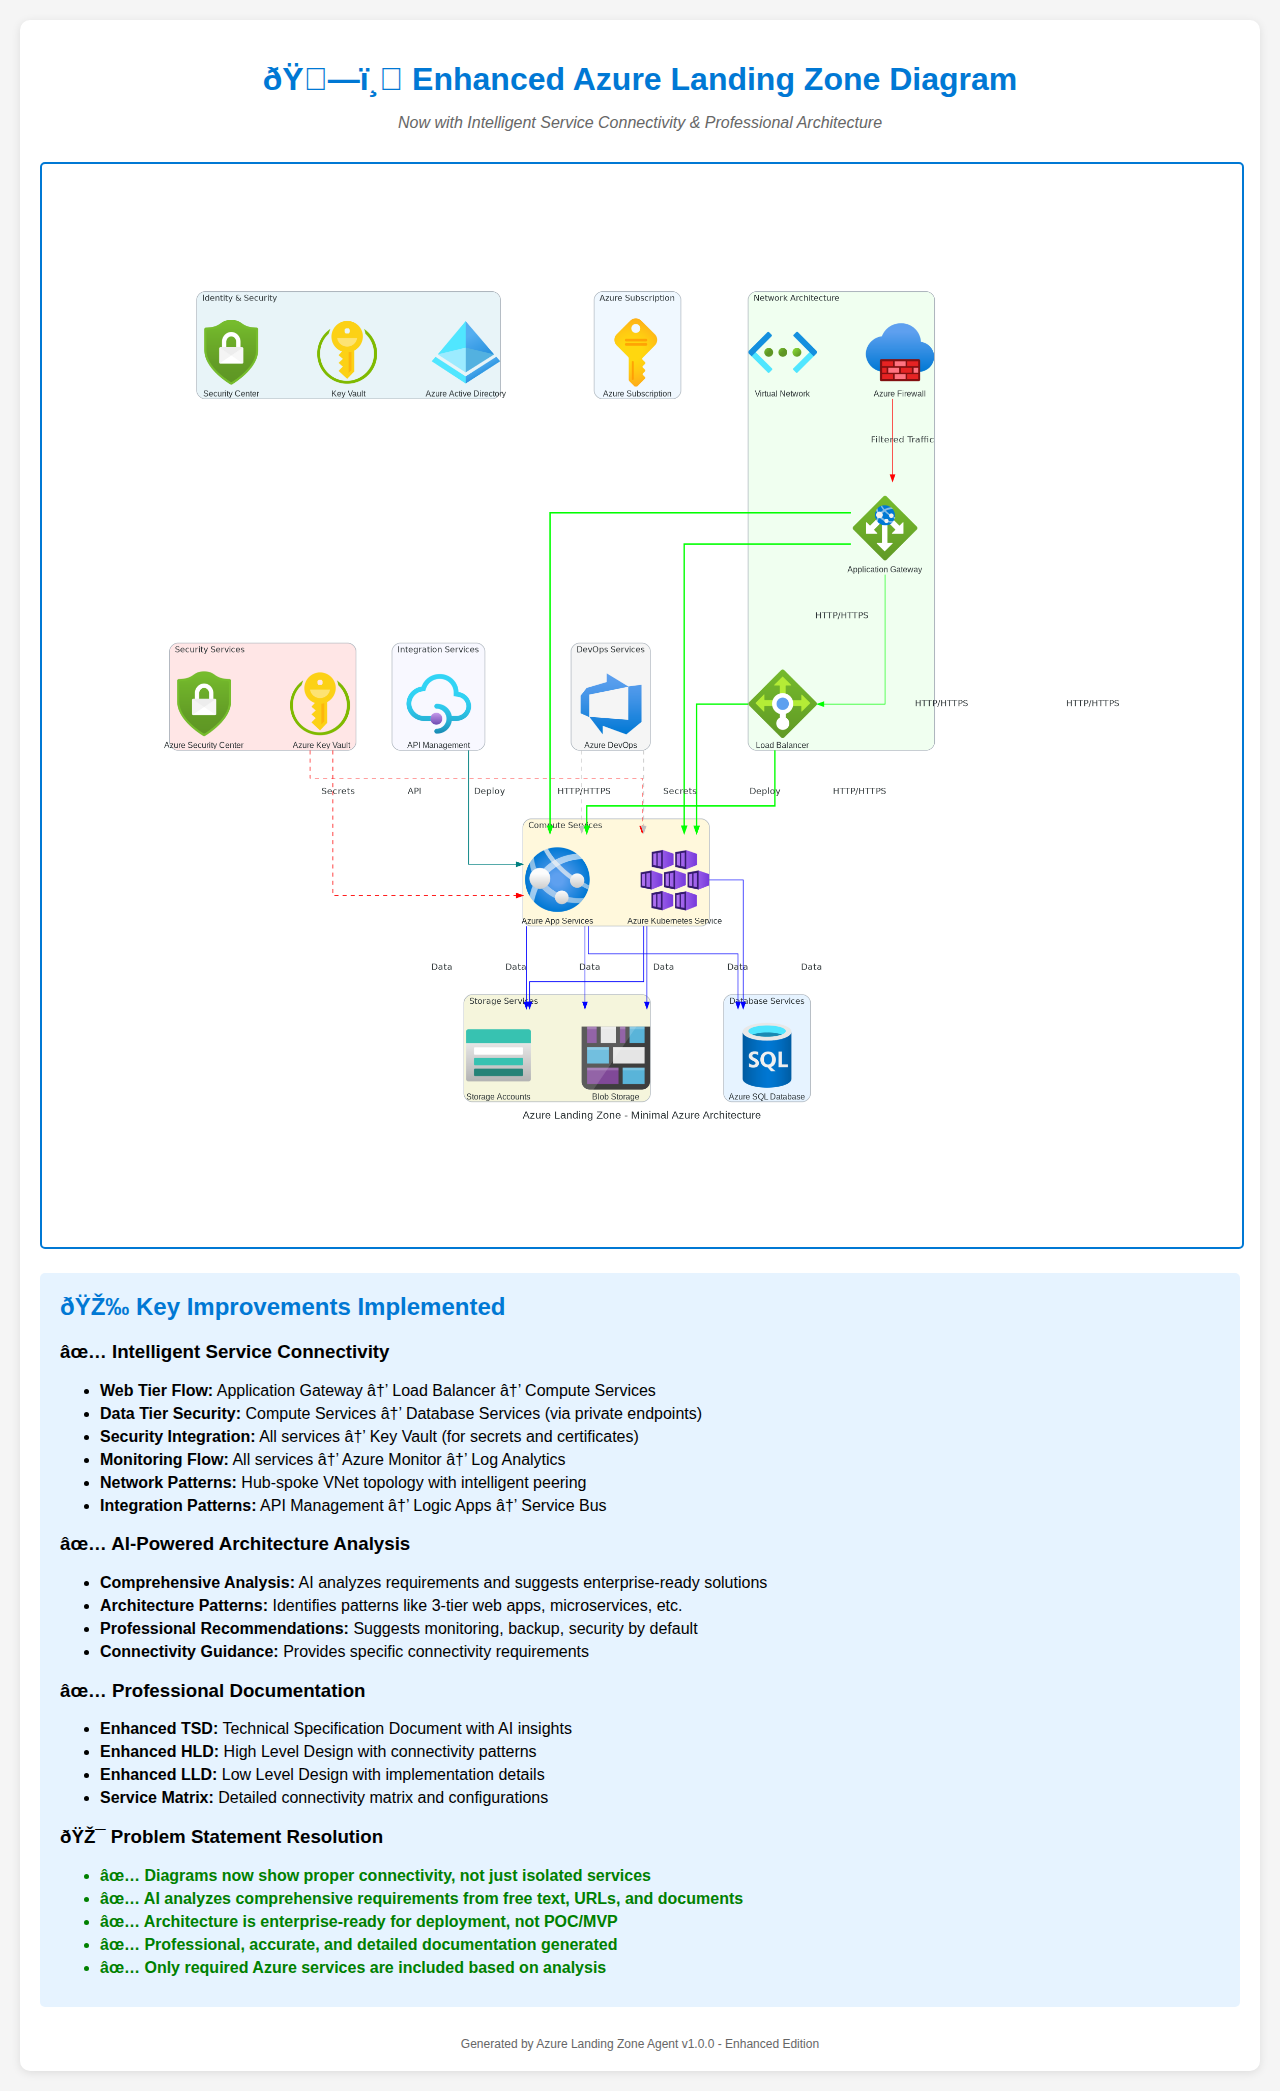 ðŸ—ï¸ Enhanced Azure Landing Zone Diagram
Now with Intelligent Service Connectivity & Professional Architecture
Identity & Security
Azure Subscription
Network Architecture
Security Center
Key Vault
Azure Active Directory
Azure Subscription
Virtual Network
Azure Firewall
Filtered Traffic
Application Gateway
HTTP/HTTPS
Security Services
Integration Services
DevOps Services
HTTP/HTTPS
HTTP/HTTPS
Azure Security Center
Azure Key Vault
API Management
Azure DevOps
Load Balancer
Secrets
API
Deploy
HTTP/HTTPS
Secrets
Deploy
HTTP/HTTPS
Compute Services
Azure App Services
Azure Kubernetes Service
Data
Data
Data
Data
Data
Data
Storage Services
Database Services
Storage Accounts
Blob Storage
Azure SQL Database
SQL
Azure Landing Zone - Minimal Azure Architecture
ðŸŽ‰ Key Improvements Implemented
âœ… Intelligent Service Connectivity
• Web Tier Flow: Application Gateway â†’ Load Balancer â†’ Compute Services
• Data Tier Security: Compute Services â†’ Database Services (via private endpoints)
• Security Integration: All services â†’ Key Vault (for secrets and certificates)
• Monitoring Flow: All services â†’ Azure Monitor â†’ Log Analytics
• Network Patterns: Hub-spoke VNet topology with intelligent peering
• Integration Patterns: API Management â†’ Logic Apps â†’ Service Bus
âœ… AI-Powered Architecture Analysis
• Comprehensive Analysis: AI analyzes requirements and suggests enterprise-ready solutions
• Architecture Patterns: Identifies patterns like 3-tier web apps, microservices, etc.
• Professional Recommendations: Suggests monitoring, backup, security by default
• Connectivity Guidance: Provides specific connectivity requirements
âœ… Professional Documentation
• Enhanced TSD: Technical Specification Document with AI insights
• Enhanced HLD: High Level Design with connectivity patterns
• Enhanced LLD: Low Level Design with implementation details
• Service Matrix: Detailed connectivity matrix and configurations
ðŸŽ¯ Problem Statement Resolution
• âœ… Diagrams now show proper connectivity, not just isolated services
• âœ… AI analyzes comprehensive requirements from free text, URLs, and documents
• âœ… Architecture is enterprise-ready for deployment, not POC/MVP
• âœ… Professional, accurate, and detailed documentation generated
• âœ… Only required Azure services are included based on analysis
Generated by Azure Landing Zone Agent v1.0.0 - Enhanced Edition